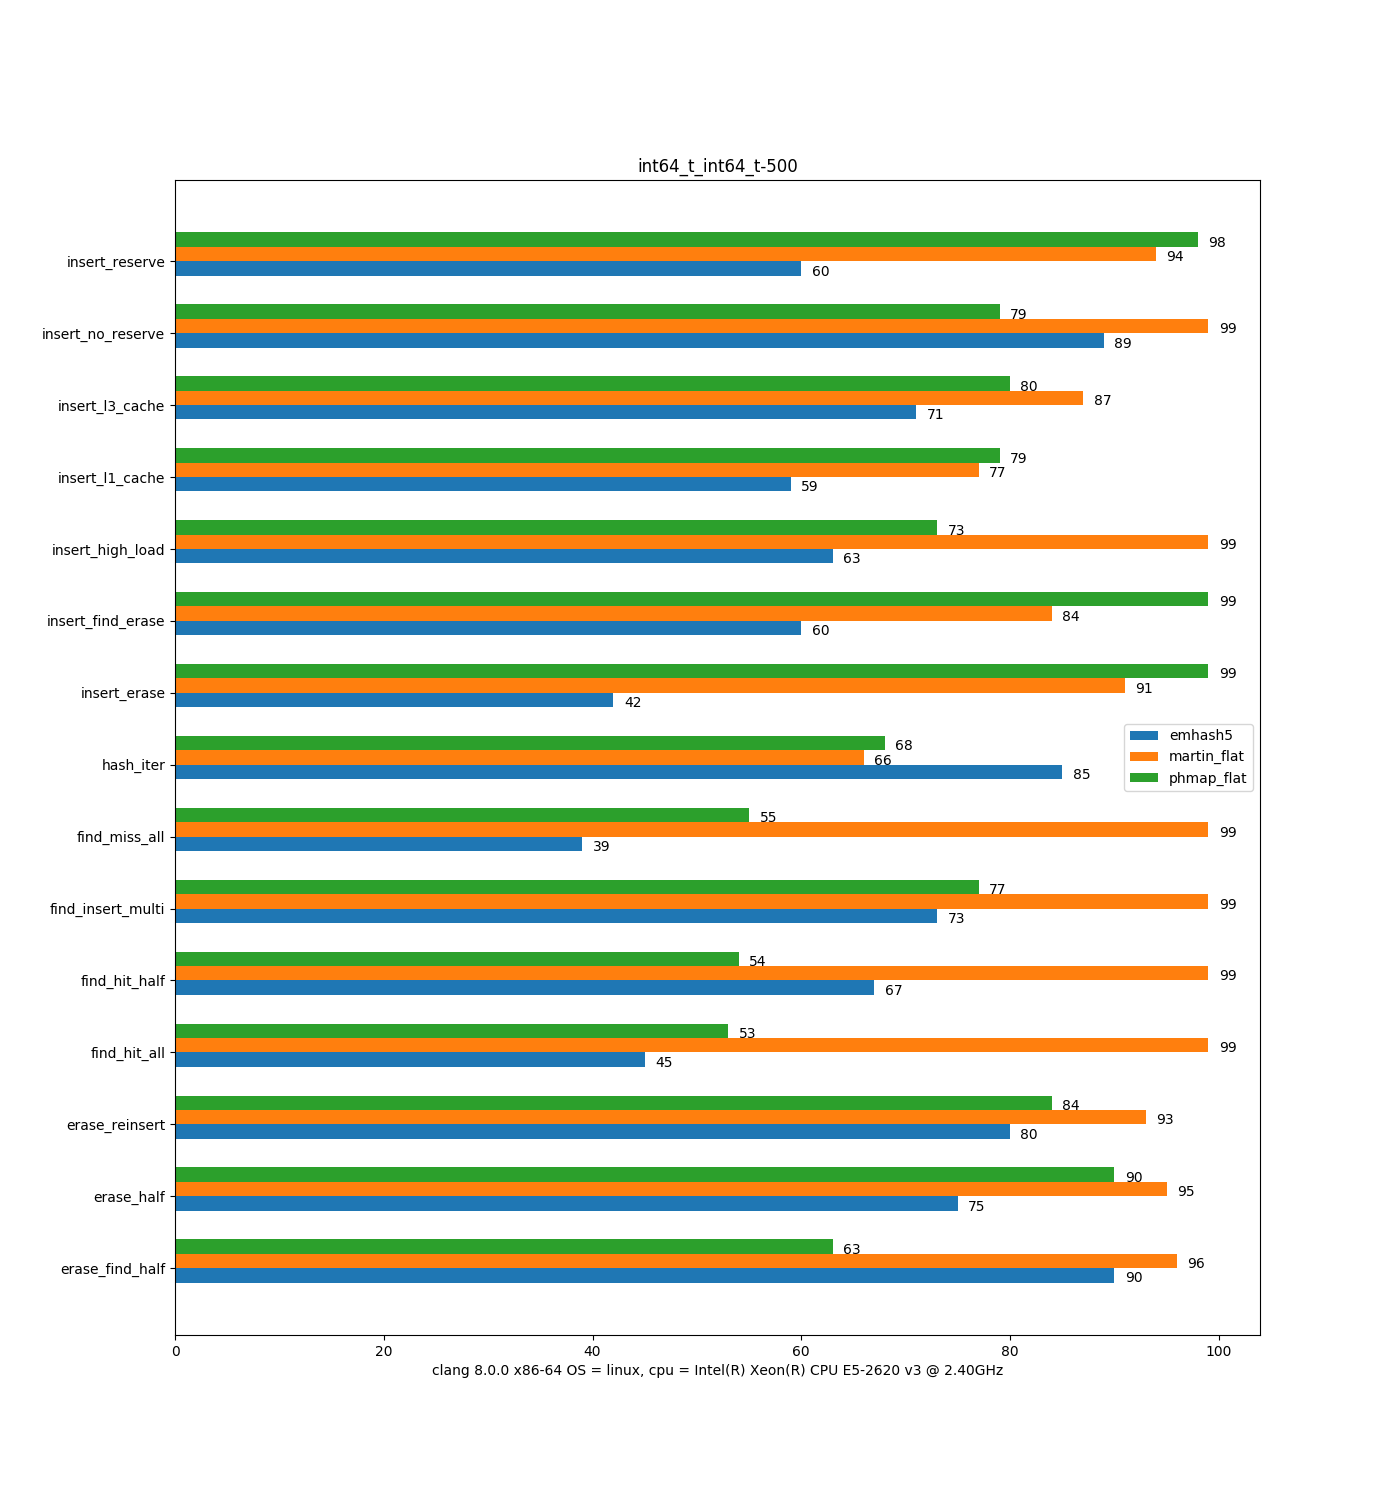 int64_t_int64_t-500
insert_reserve
98
94
60
insert_no_reserve
79
99
89
insert_l3_cache
80
87
71
insert_l1_cache
79
77
59
insert_high_load
73
99
63
insert_find_erase
99
84
60
insert_erase
99
91
42
hash_iter
68
66
85
emhash5
martin_flat
phmap_flat
find_miss_all
55
99
39
find_insert_multi
77
99
73
find_hit_half
54
99
67
find_hit_all
53
99
45
erase_reinsert
84
93
80
erase_half
90
95
75
erase_find_half
63
96
90
0 20 40 60 80 100
clang 8.0.0 x86-64 OS = linux, cpu = Intel(R) Xeon(R) CPU E5-2620 v3 @ 2.40GHz